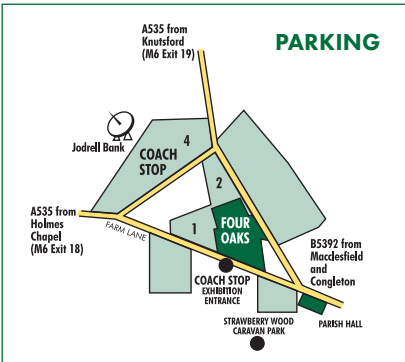 PARKING
A535 from
Knutsford
(M6 Exit 19)
Jodrell Bank
4
COACH
STOP
2
A535 from
Holmes
Chapel
(M6 Exit 18)
FARM LANE
1
FOUR
OAKS
B5392 from
Macclesfield
and
Congleton
COACH STOP
EXHIBITION
ENTRANCE
STRAWBERRY WOOD
CARAVAN PARK
PARISH HALL